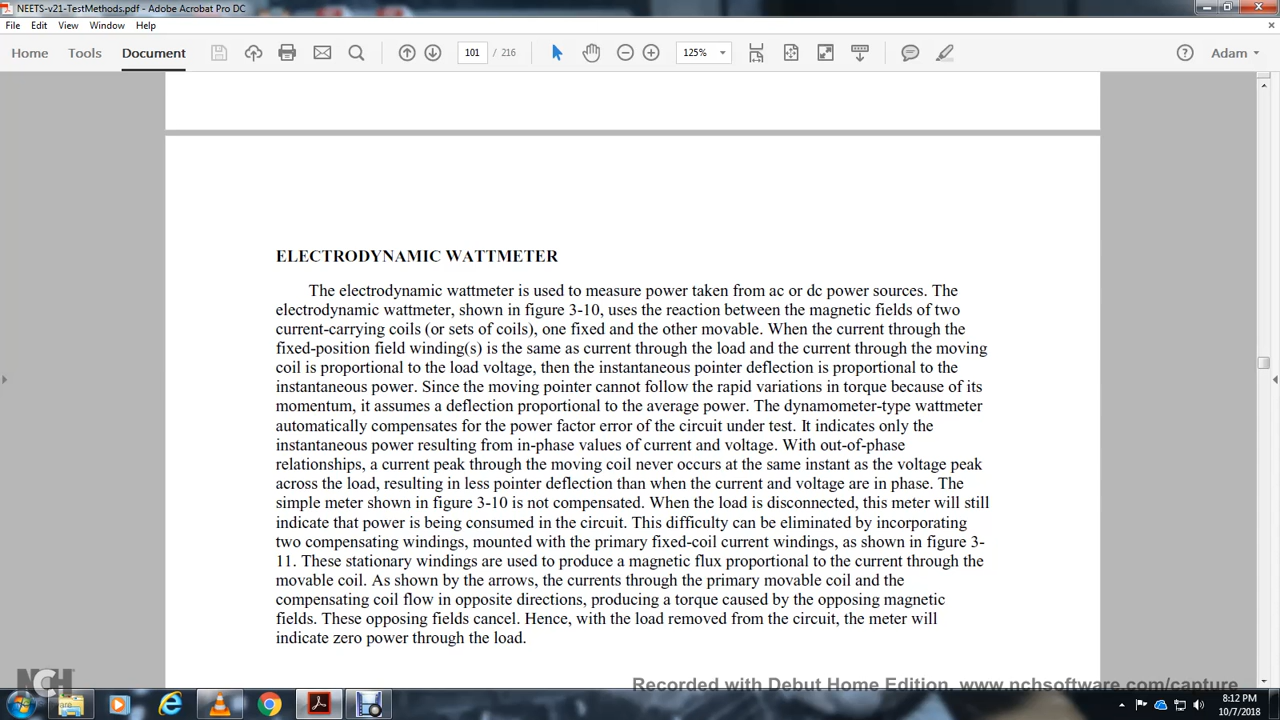 NEETS-v21-TestMethods.pdf - Adobe Acrobat Pro DC
File Edit View Window Help
Home Tools Document 101 / 216 125% Adam
ELECTRODYNAMIC WATTMETER
The electrodynamic wattmeter is used to measure power taken from ac or dc power sources. The
electrodynamic wattmeter, shown in figure 3-10, uses the reaction between the magnetic fields of two
current-carrying coils (or sets of coils), one fixed and the other movable. When the current through the
fixed-position field winding(s) is the same as current through the load and the current through the moving
coil is proportional to the load voltage, then the instantaneous pointer deflection is proportional to the
instantaneous power. Since the moving pointer cannot follow the rapid variations in torque because of its
momentum, it assumes a deflection proportional to the average power. The dynamometer-type wattmeter
automatically compensates for the power factor error of the circuit under test. It indicates only the
instantaneous power resulting from in-phase values of current and voltage. With out-of-phase
relationships, a current peak through the moving coil never occurs at the same instant as the voltage peak
across the load, resulting in less pointer deflection than when the current and voltage are in phase. The
simple meter shown in figure 3-10 is not compensated. When the load is disconnected, this meter will still
indicate that power is being consumed in the circuit. This difficulty can be eliminated by incorporating
two compensating windings, mounted with the primary fixed-coil current windings, as shown in figure 3-
11. These stationary windings are used to produce a magnetic flux proportional to the current through the
movable coil. As shown by the arrows, the currents through the primary movable coil and the
compensating coil flow in opposite directions, producing a torque caused by the opposing magnetic
fields. These opposing fields cancel. Hence, with the load removed from the circuit, the meter will
indicate zero power through the load.
NCH
Recorded with Debut Home Edition. www.nchsoftware.com/capture
8:12 PM
10/7/2018